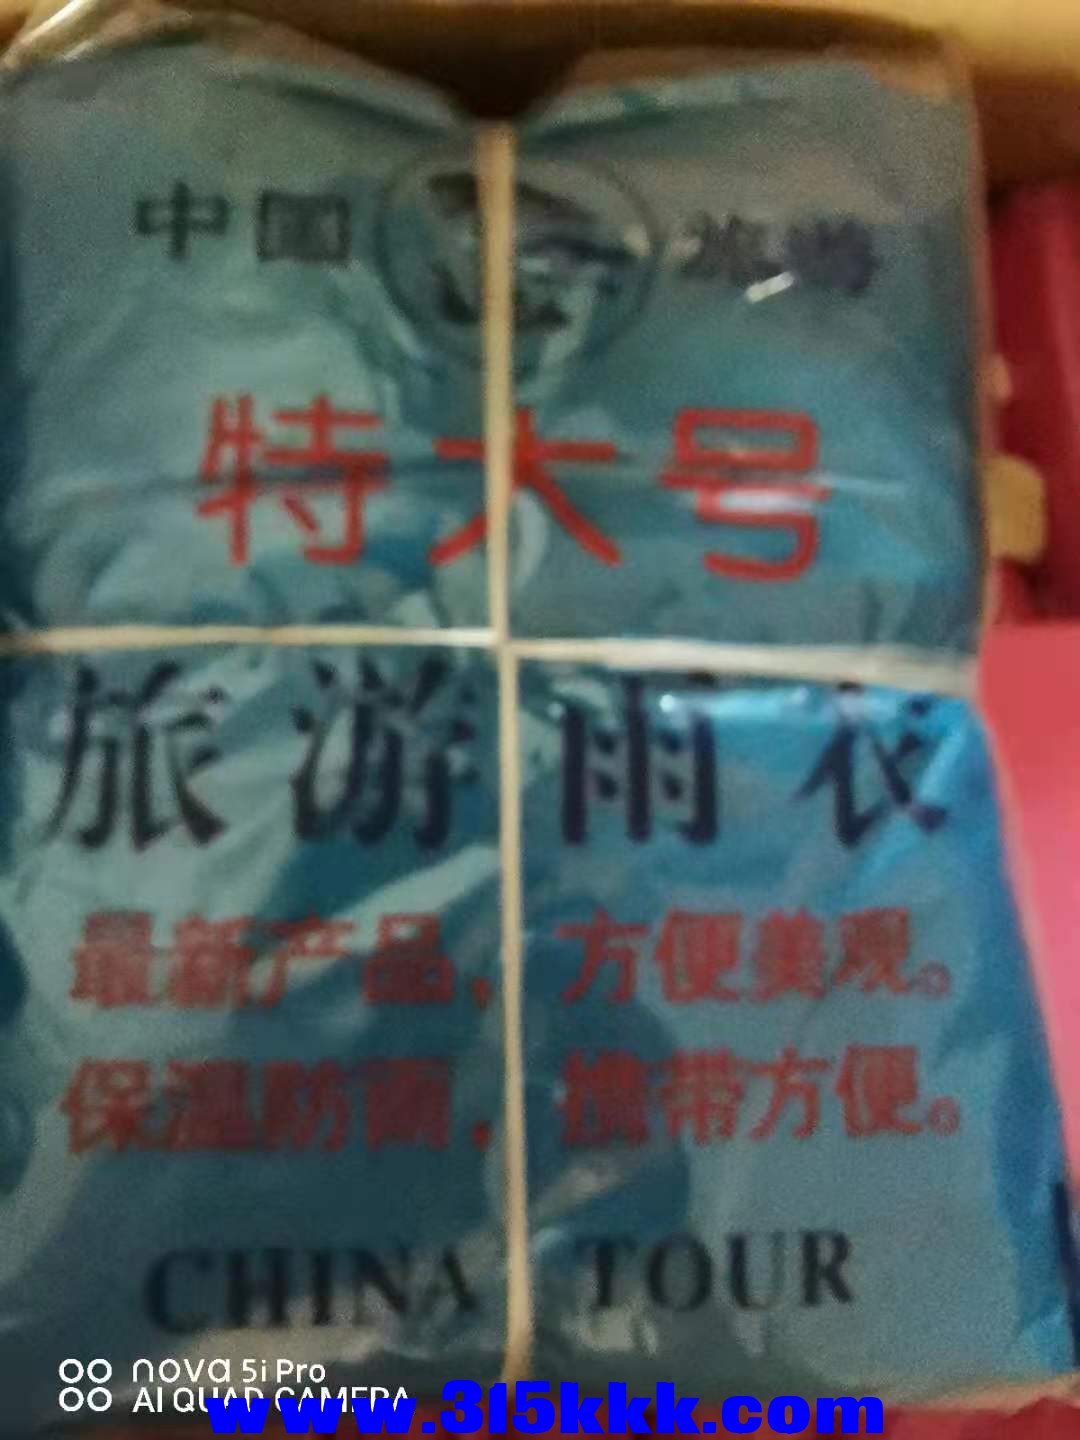 中国 旅游
特大号
旅游雨衣
最新产品，方便美观。
保温防雨，携带方便。
CHINA TOUR
nova 5i Pro
AI QUAD CAMERA
www.315kkk.com